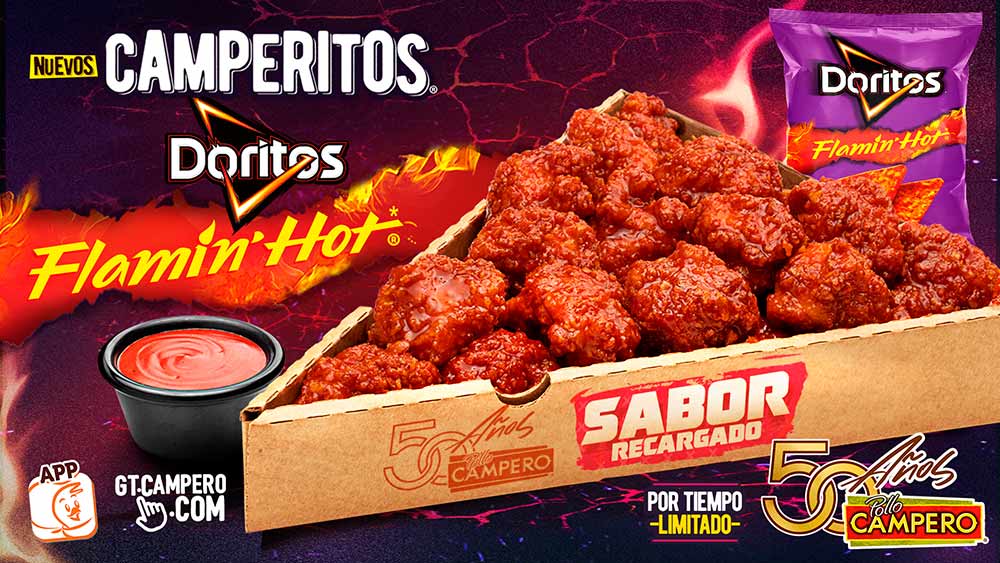 NUEVOS
CAMPERITOS®
Doritos
Flamin' Hot*®
Doritos
Flamin' Hot
50 Años
Pollo
CAMPERO
SABOR
RECARGADO
APP
GT.CAMPERO
.COM
POR TIEMPO
-LIMITADO-
50 Años
Pollo
CAMPERO®